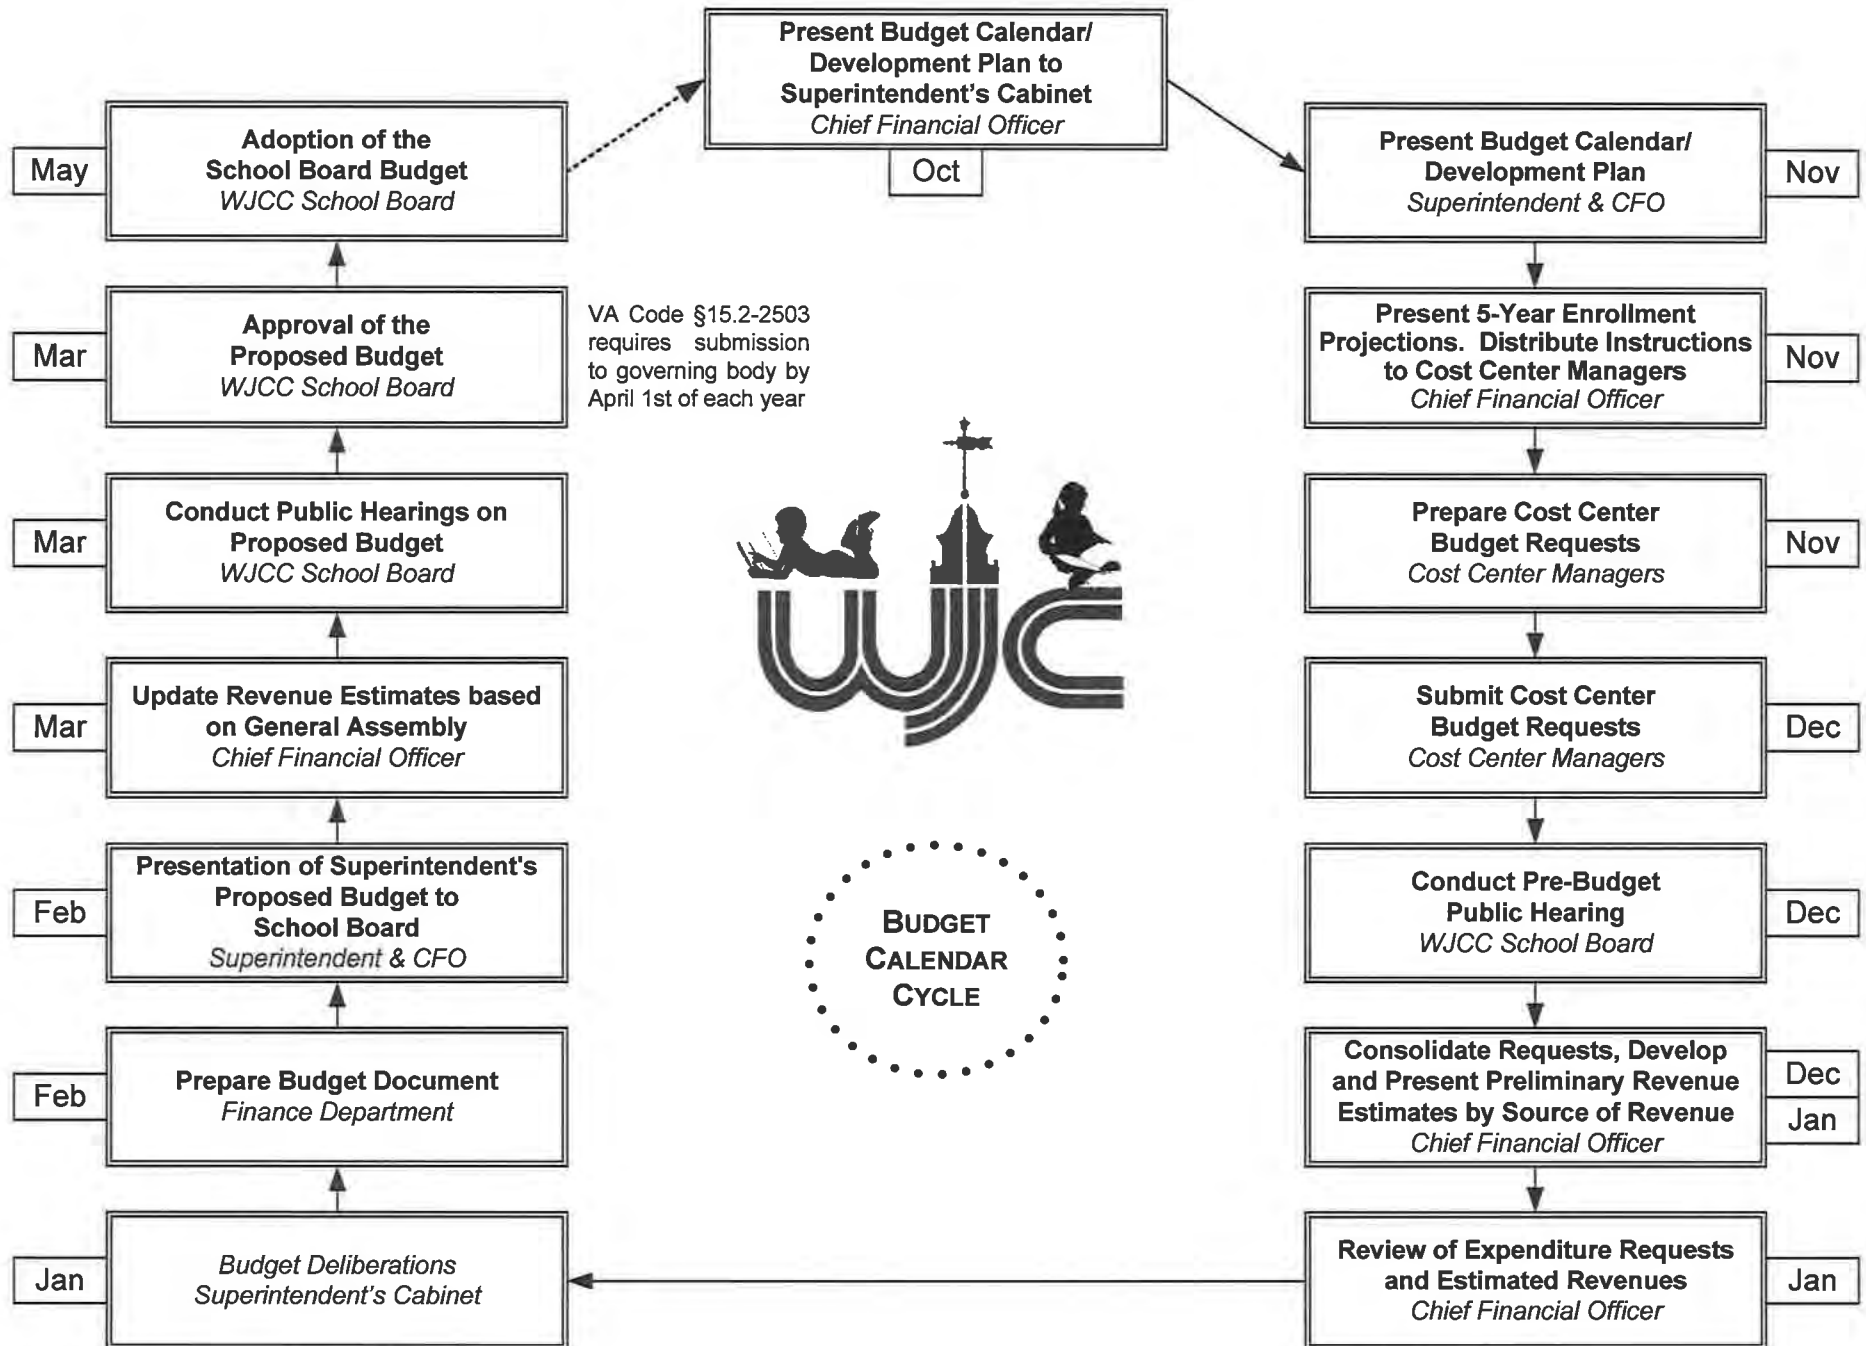 Present Budget Calendar/
Development Plan to
Superintendent's Cabinet
Chief Financial Officer
Oct
Present Budget Calendar/
Development Plan
Superintendent & CFO
Nov
Present 5-Year Enrollment
Projections. Distribute Instructions
to Cost Center Managers
Chief Financial Officer
Nov
Prepare Cost Center
Budget Requests
Cost Center Managers
Nov
Submit Cost Center
Budget Requests
Cost Center Managers
Dec
Conduct Pre-Budget
Public Hearing
WJCC School Board
Dec
Consolidate Requests, Develop
and Present Preliminary Revenue
Estimates by Source of Revenue
Chief Financial Officer
Dec
Jan
Review of Expenditure Requests
and Estimated Revenues
Chief Financial Officer
Jan
Budget Deliberations
Superintendent's Cabinet
Jan
Prepare Budget Document
Finance Department
Feb
Presentation of Superintendent's
Proposed Budget to
School Board
Superintendent & CFO
Feb
Update Revenue Estimates based
on General Assembly
Chief Financial Officer
Mar
Conduct Public Hearings on
Proposed Budget
WJCC School Board
Mar
Approval of the
Proposed Budget
WJCC School Board
Mar
Adoption of the
School Board Budget
WJCC School Board
May
VA Code §15.2-2503
requires submission
to governing body by
April 1st of each year
WJC
BUDGET
CALENDAR
CYCLE